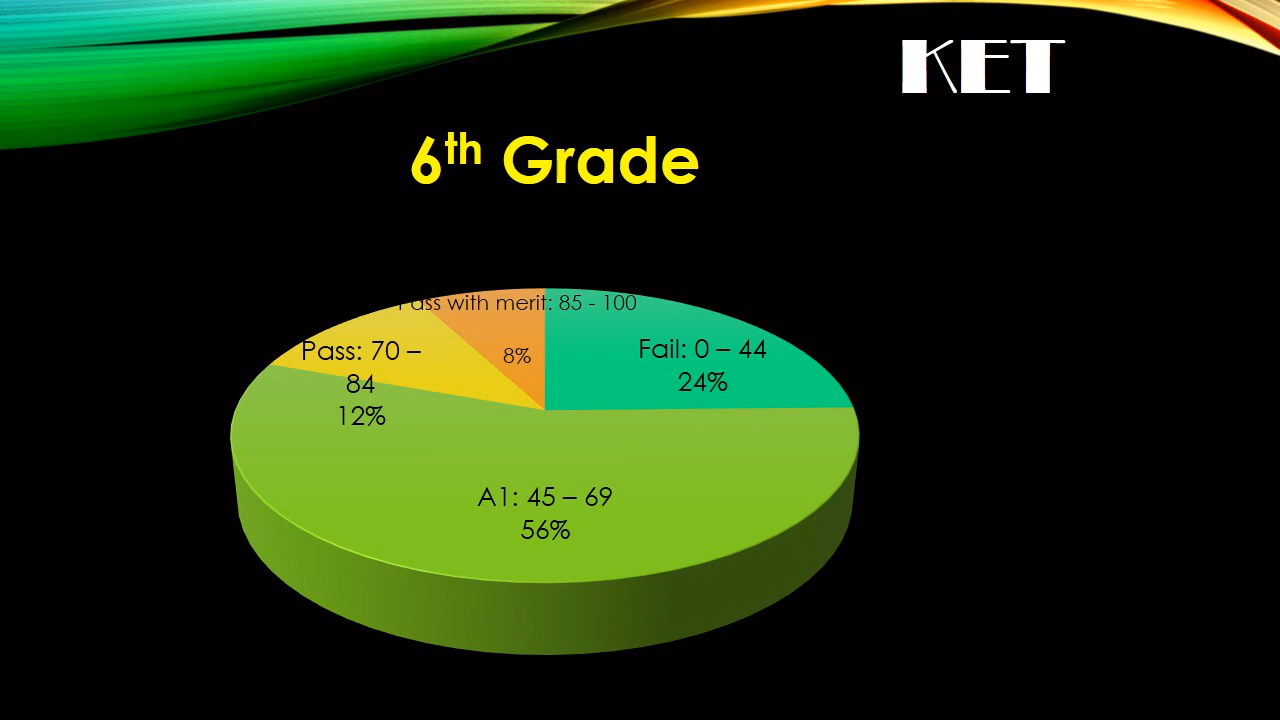 KET
6th Grade
Pass with merit: 85 - 100
8%
Fail: 0 – 44
24%
Pass: 70 –
84
12%
A1: 45 – 69
56%